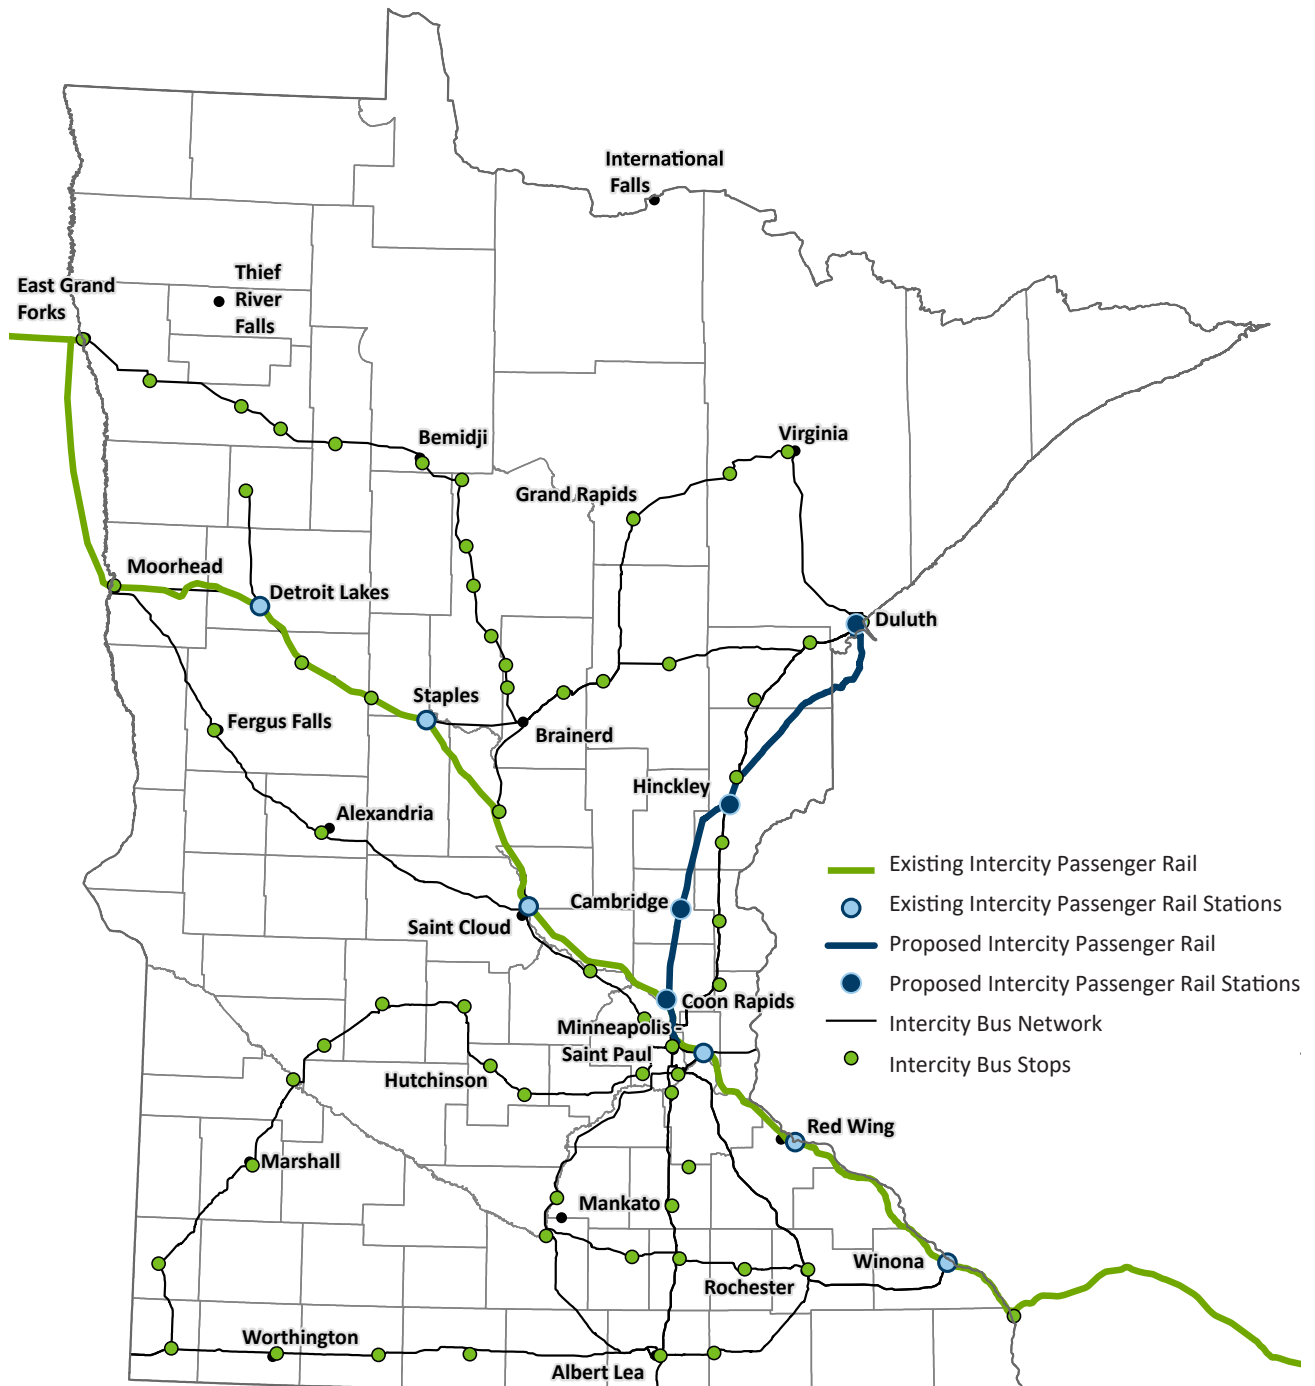 International
Falls
Thief
River
Falls
East Grand
Forks
Bemidji
Virginia
Grand Rapids
Moorhead
Detroit Lakes
Duluth
Staples
Fergus Falls
Brainerd
Hinckley
Alexandria
Cambridge
Saint Cloud
Coon Rapids
Minneapolis -
Saint Paul
Hutchinson
Red Wing
Marshall
Mankato
Winona
Rochester
Worthington
Albert Lea
Existing Intercity Passenger Rail
Existing Intercity Passenger Rail Stations
Proposed Intercity Passenger Rail
Proposed Intercity Passenger Rail Stations
Intercity Bus Network
Intercity Bus Stops